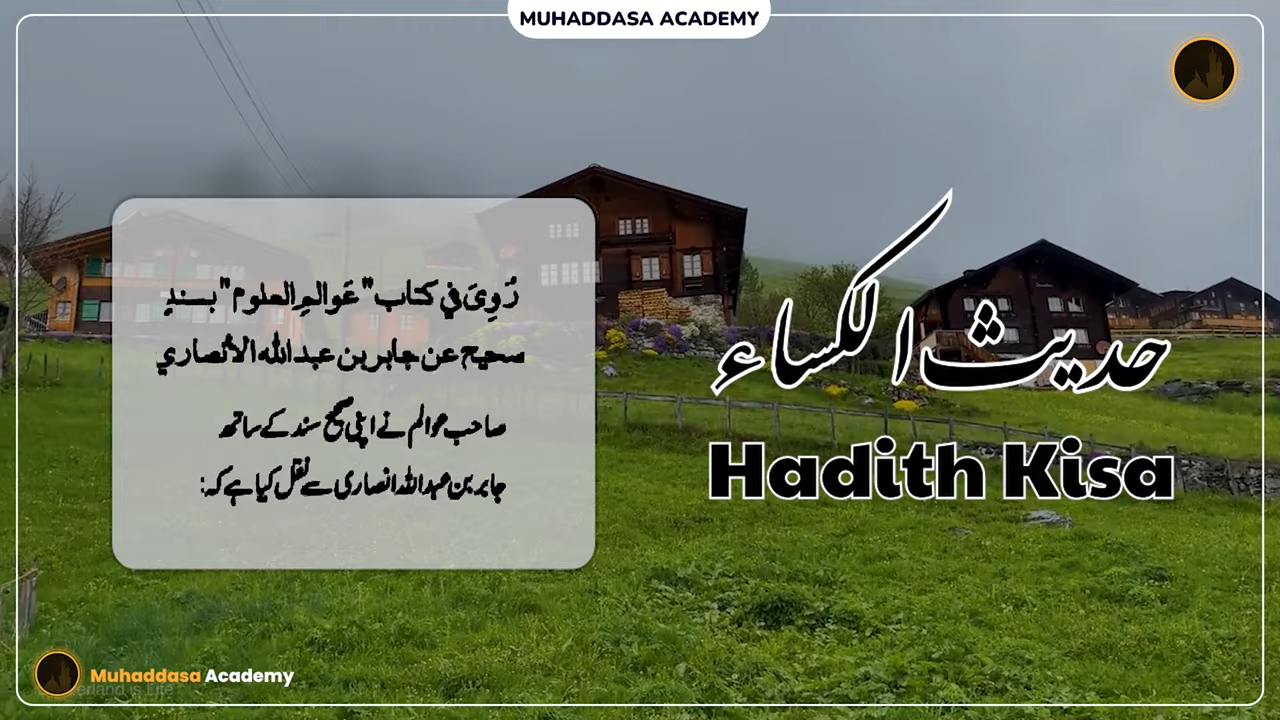 MUHADDASA ACADEMY
رُوِيَ في كتاب "عَوالِمِ العلوم" بسندٍ
صحيح عن جابر بن عبد الله الأنصاري
صاحب عوالم نے اپنی صحیح سند کے ساتھ
جابر بن عبداللہ انصاری سے نقل کیا ہے کہ:
حدیث الکساء
Hadith Kisa
Muhaddasa Academy